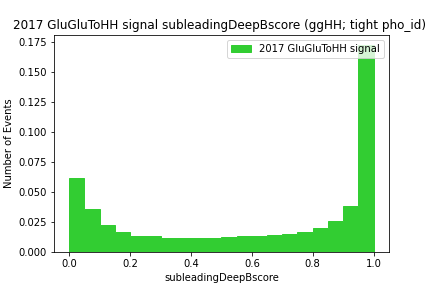 2017 GluGluToHH signal subleadingDeepBscore (ggHH; tight pho_id)
2017 GluGluToHH signal
Number of Events
0.175
0.150
0.125
0.100
0.075
0.050
0.025
0.000
0.0 0.2 0.4 0.6 0.8 1.0
subleadingDeepBscore